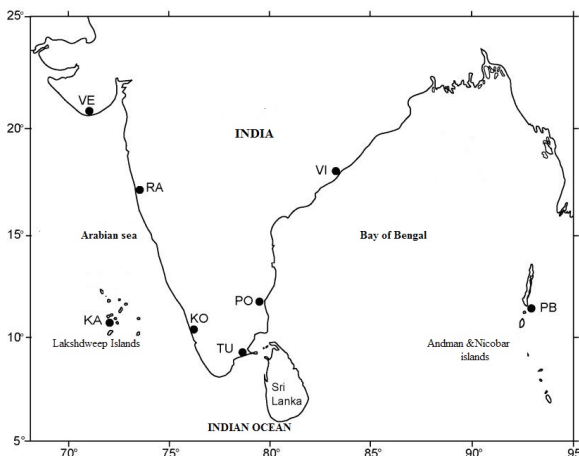 25°
VE
20°
INDIA
VI
RA
15°
Arabian sea
Bay of Bengal
PO
PB
KA
KO
10°
Lakshdweep Islands
TU
Andman &Nicobar
islands
Sri
Lanka
INDIAN OCEAN
5°
70°
75°
80°
85°
90°
95